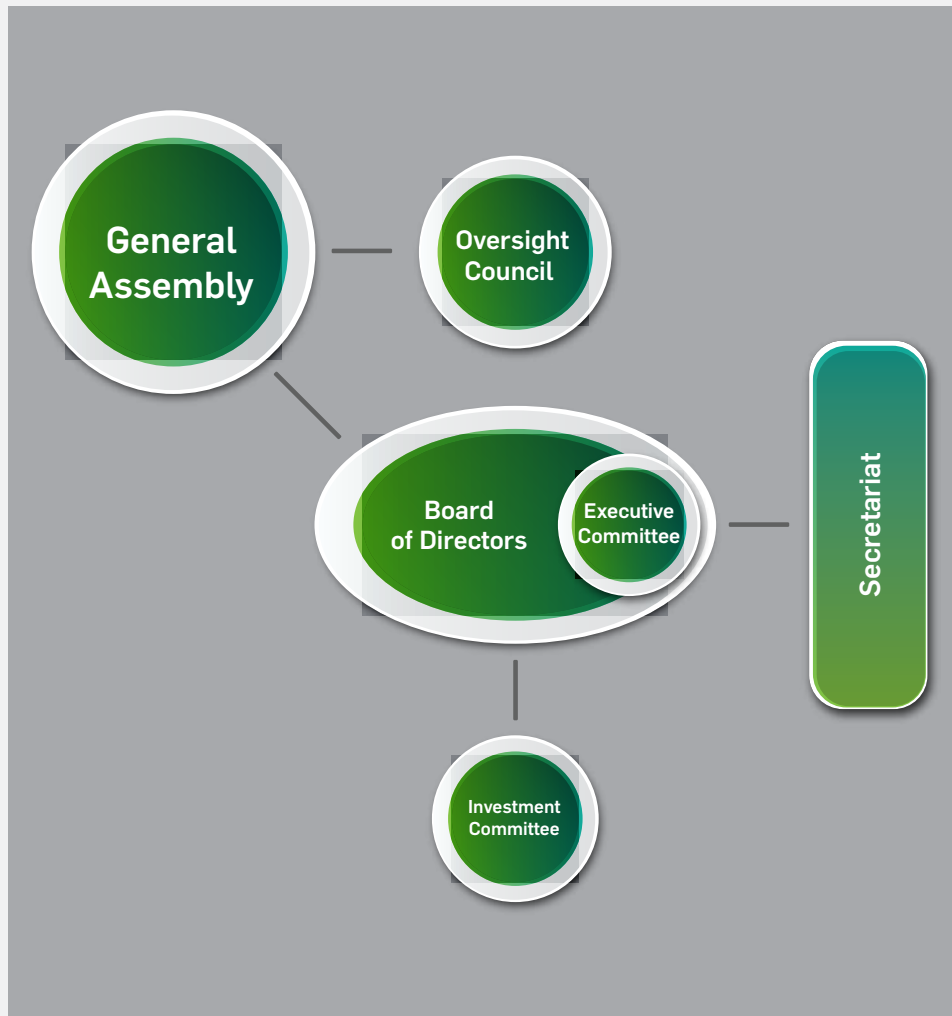 General
Assembly
Oversight
Council
Board
of Directors
Executive
Committee
Secretariat
Investment
Committee